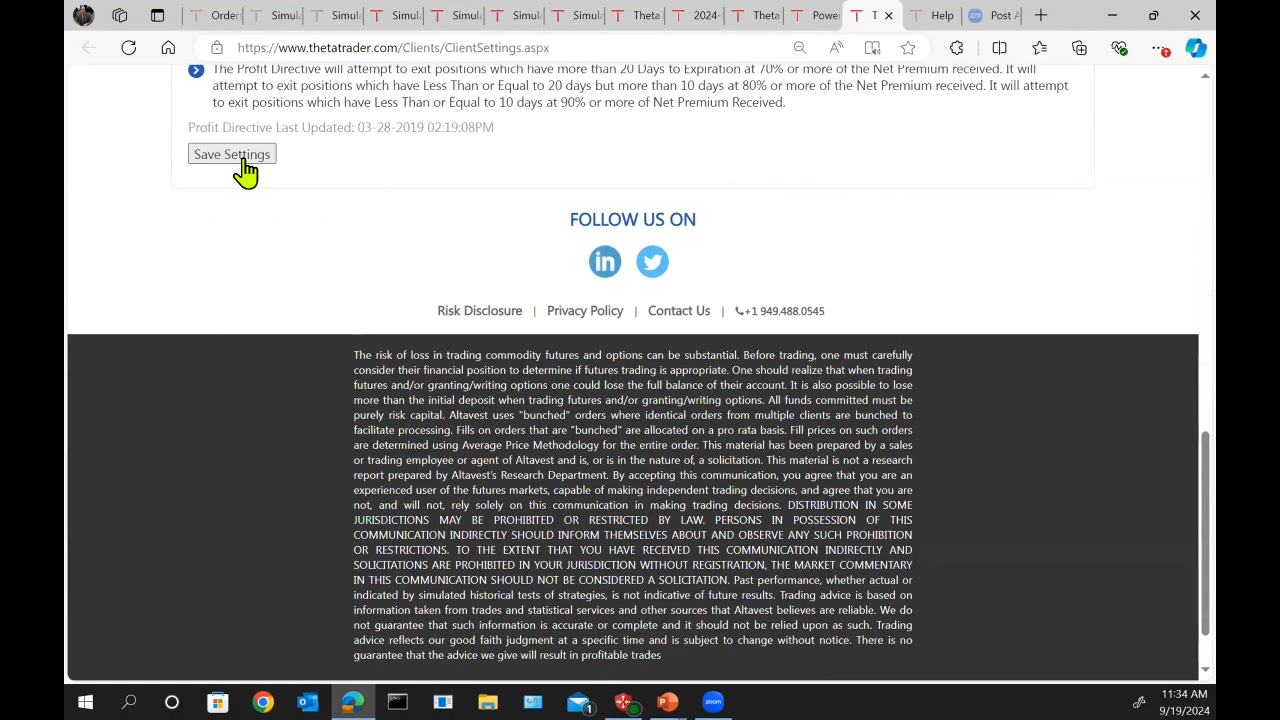 Order
Simula
Simula
Simula
Simula
Simula
Simula
Theta
2024-
Theta
Power
T
Help
Post A
https://www.thetatrader.com/Clients/ClientSettings.aspx
The Profit Directive will attempt to exit positions which have more than 20 Days to Expiration at 70% or more of the Net Premium received. It will
attempt to exit positions which have Less Than or Equal to 20 days but more than 10 days at 80% or more of the Net Premium received. It will attempt
to exit positions which have Less Than or Equal to 10 days at 90% or more of Net Premium Received.
Profit Directive Last Updated: 03-28-2019 02:19:08PM
Save Settings
FOLLOW US ON
in
Risk Disclosure | Privacy Policy | Contact Us | +1 949.488.0545
The risk of loss in trading commodity futures and options can be substantial. Before trading, one must carefully
consider their financial position to determine if futures trading is appropriate. One should realize that when trading
futures and/or granting/writing options one could lose the full balance of their account. It is also possible to lose
more than the initial deposit when trading futures and/or granting/writing options. All funds committed must be
purely risk capital. Altavest uses "bunched" orders where identical orders from multiple clients are bunched to
facilitate processing. Fills on orders that are "bunched" are allocated on a pro rata basis. Fill prices on such orders
are determined using Average Price Methodology for the entire order. This material has been prepared by a sales
or trading employee or agent of Altavest and is, or is in the nature of, a solicitation. This material is not a research
report prepared by Altavest's Research Department. By accepting this communication, you agree that you are an
experienced user of the futures markets, capable of making independent trading decisions, and agree that you are
not, and will not, rely solely on this communication in making trading decisions. DISTRIBUTION IN SOME
JURISDICTIONS MAY BE PROHIBITED OR RESTRICTED BY LAW. PERSONS IN POSSESSION OF THIS
COMMUNICATION INDIRECTLY SHOULD INFORM THEMSELVES ABOUT AND OBSERVE ANY SUCH PROHIBITION
OR RESTRICTIONS. TO THE EXTENT THAT YOU HAVE RECEIVED THIS COMMUNICATION INDIRECTLY AND
SOLICITATIONS ARE PROHIBITED IN YOUR JURISDICTION WITHOUT REGISTRATION, THE MARKET COMMENTARY
IN THIS COMMUNICATION SHOULD NOT BE CONSIDERED A SOLICITATION. Past performance, whether actual or
indicated by simulated historical tests of strategies, is not indicative of future results. Trading advice is based on
information taken from trades and statistical services and other sources that Altavest believes are reliable. We do
not guarantee that such information is accurate or complete and it should not be relied upon as such. Trading
advice reflects our good faith judgment at a specific time and is subject to change without notice. There is no
guarantee that the advice we give will result in profitable trades
1
zoom
11:34 AM
9/19/2024